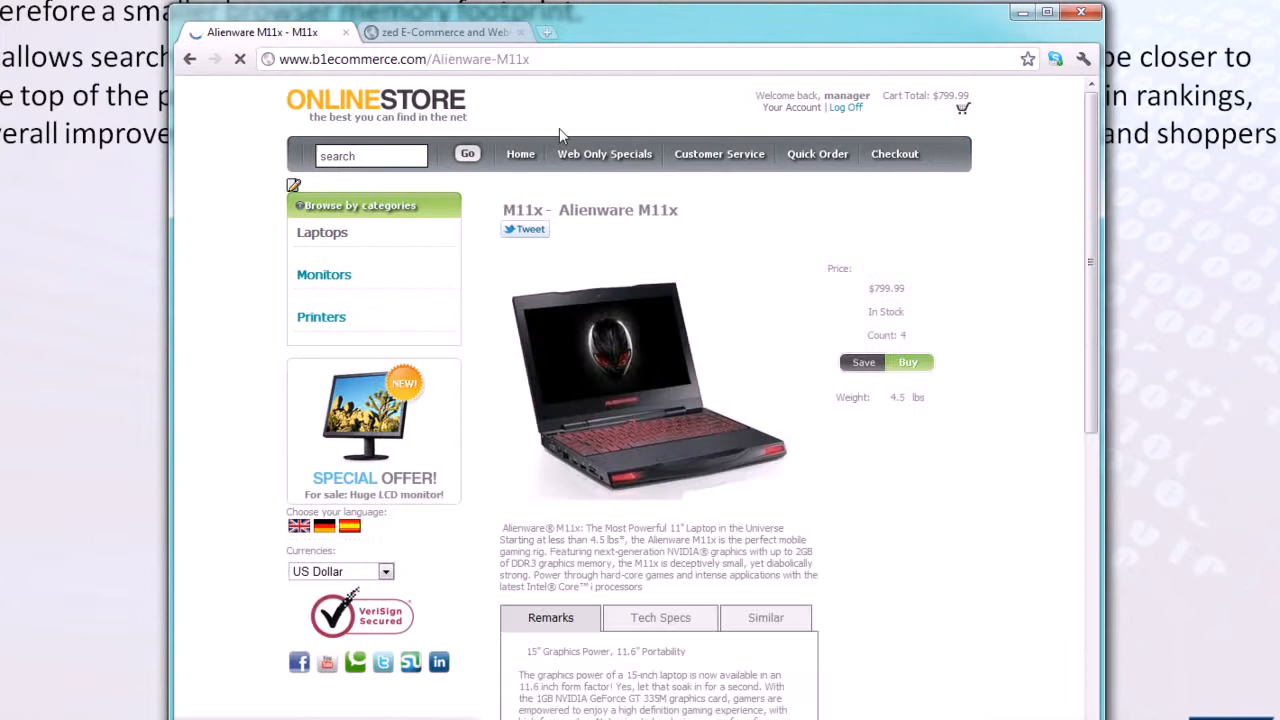 erefore a smaller browser memory footprint.
allows search
be closer to
e top of the p
in rankings,
verall improve
and shoppers
Alienware M11x - M11x
zed E-Commerce and Web
www.b1ecommerce.com/Alienware-M11x
ONLINESTORE
the best you can find in the net
Welcome back, manager
Your Account | Log Off
Cart Total: $799.99
search
Go
Home
Web Only Specials
Customer Service
Quick Order
Checkout
Browse by categories
Laptops
Monitors
Printers
NEW!
SPECIAL OFFER!
For sale: Huge LCD monitor!
Choose your language:
Currencies:
US Dollar
VeriSign
Secured
M11x - Alienware M11x
Tweet
Price:
$799.99
In Stock
Count: 4
Save
Buy
Weight: 4.5 lbs
Alienware® M11x: The Most Powerful 11" Laptop in the Universe
Starting at less than 4.5 lbs*, the Alienware M11x is the perfect mobile
gaming rig. Featuring next-generation NVIDIA® graphics with up to 2GB
of DDR3 graphics memory, the M11x is deceptively small, yet diabolically
strong. Power through hard-core games and intense applications with the
latest Intel® Core™ i processors
Remarks
Tech Specs
Similar
15" Graphics Power, 11.6" Portability
The graphics power of a 15-inch laptop is now available in an
11.6 inch form factor! Yes, let that soak in for a second. With
the 1GB NVIDIA GeForce GT 335M graphics card, gamers are
empowered to enjoy a high definition gaming experience, with